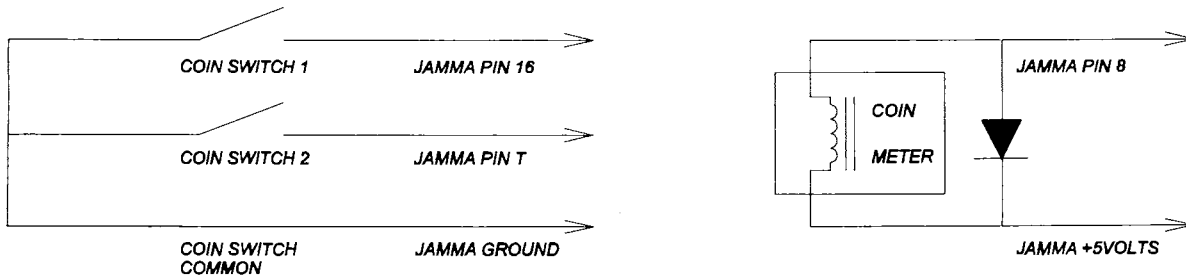 COIN SWITCH 1
JAMMA PIN 16
JAMMA PIN 8
COIN
METER
COIN SWITCH 2
JAMMA PIN T
COIN SWITCH
COMMON
JAMMA GROUND
JAMMA +5VOLTS